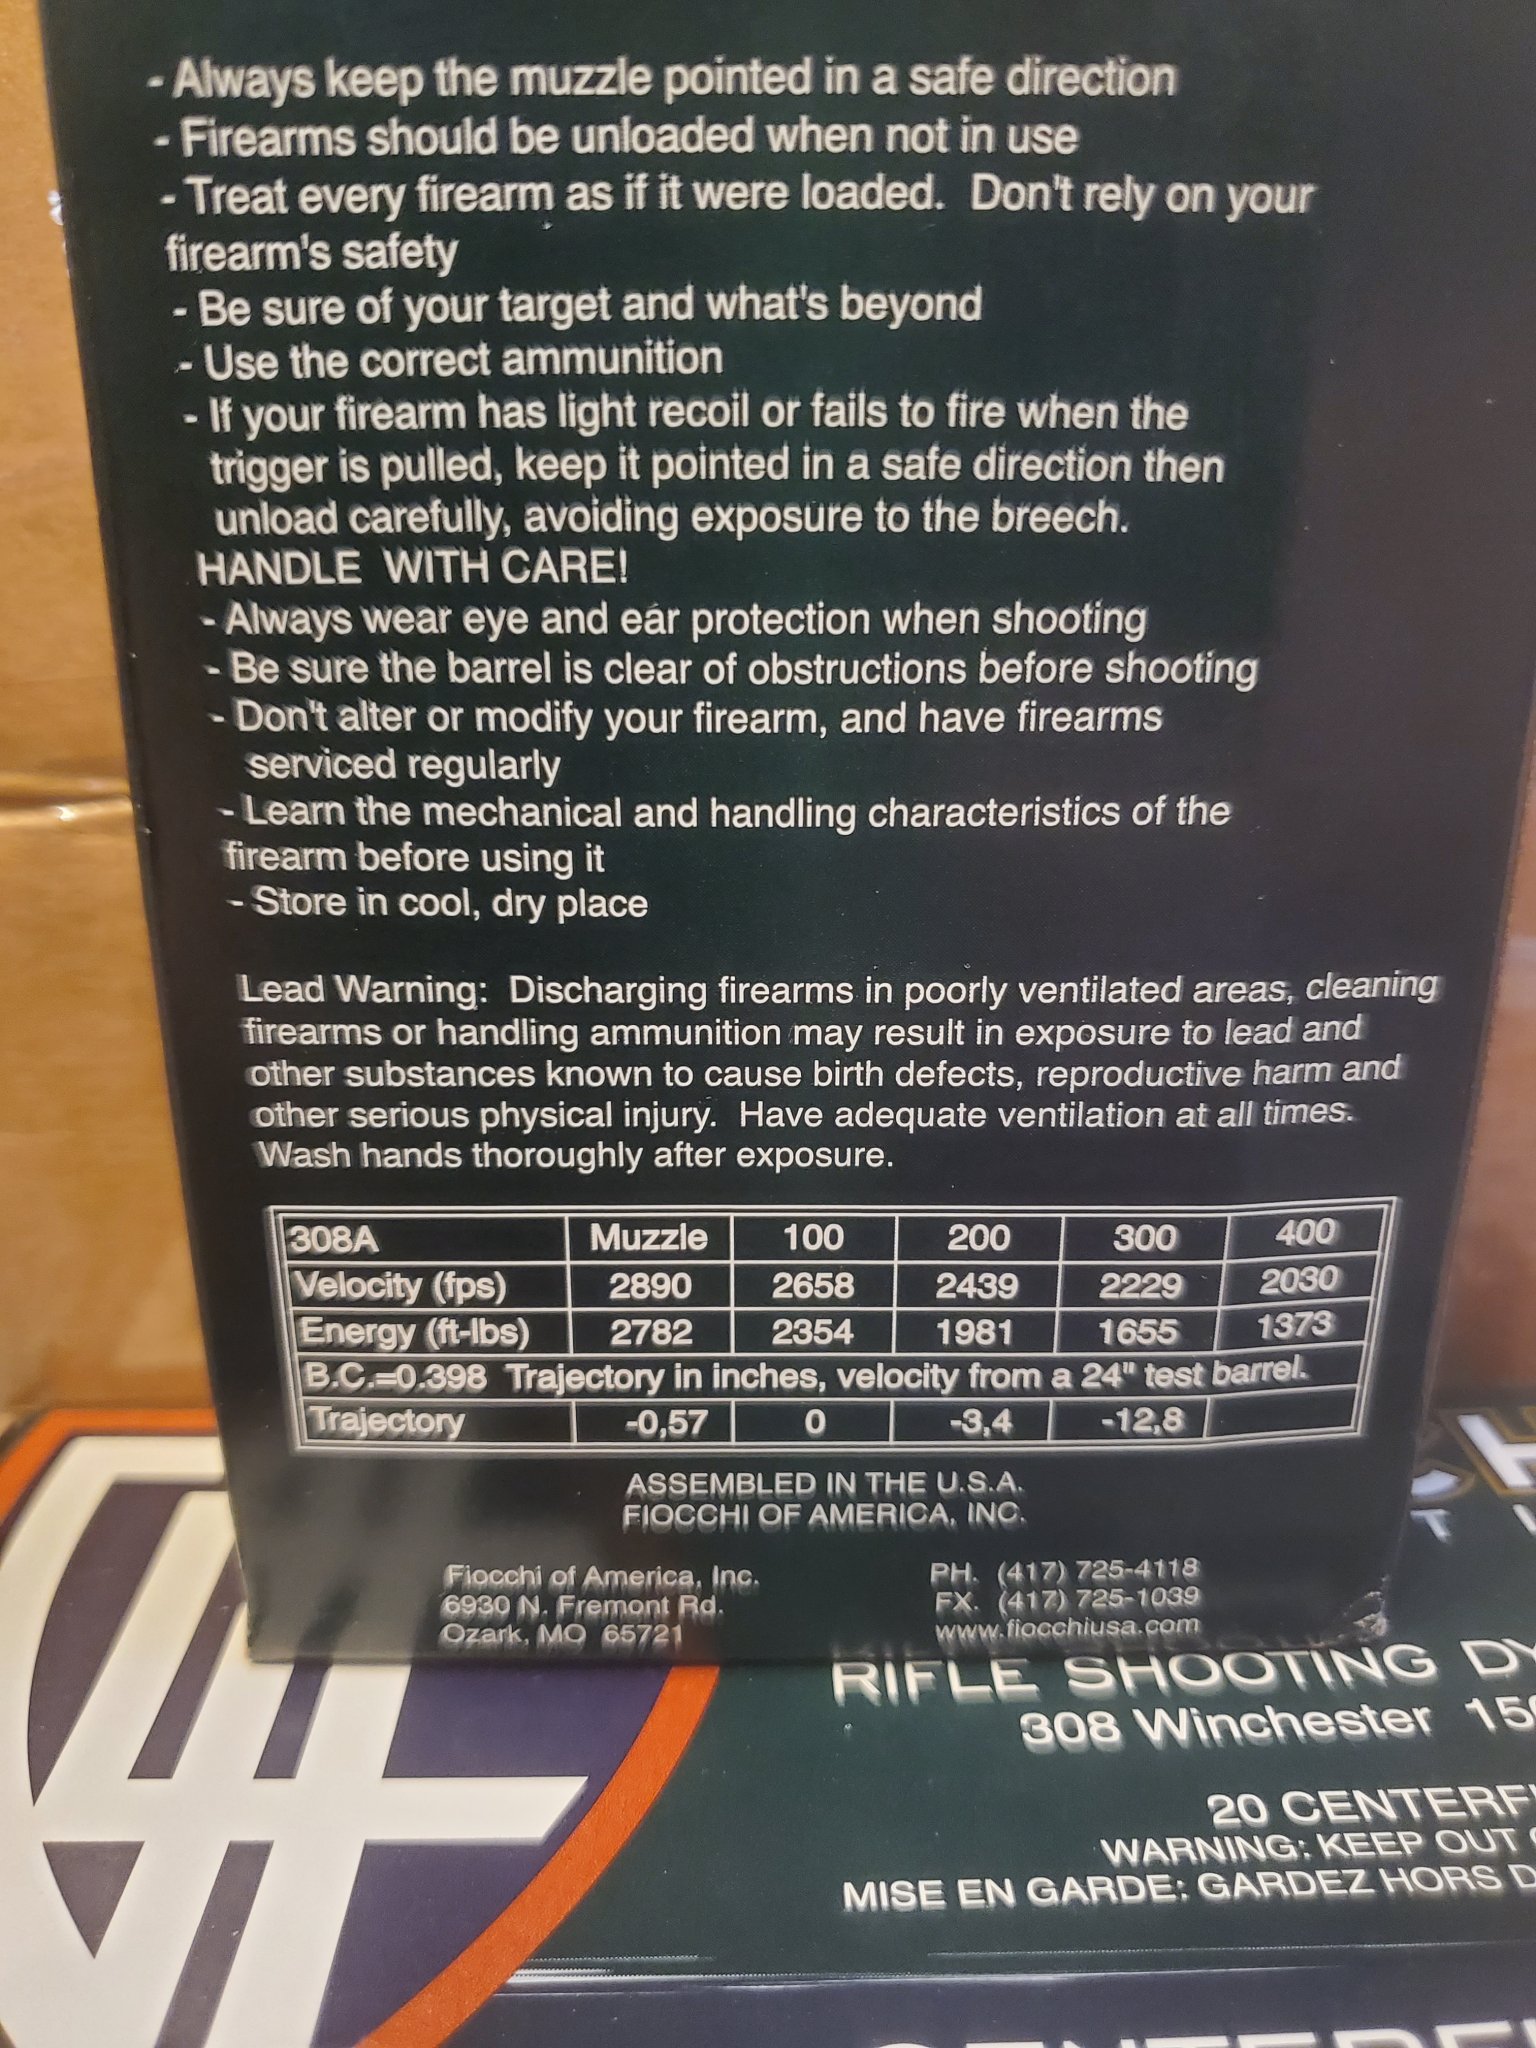 - Always keep the muzzle pointed in a safe direction
- Firearms should be unloaded when not in use
- Treat every firearm as if it were loaded.  Don't rely on your
firearm's safety
- Be sure of your target and what's beyond
- Use the correct ammunition
- If your firearm has light recoil or fails to fire when the
trigger is pulled, keep it pointed in a safe direction then
unload carefully, avoiding exposure to the breech.
HANDLE  WITH CARE!
- Always wear eye and ear protection when shooting
- Be sure the barrel is clear of obstructions before shooting
- Don't alter or modify your firearm, and have firearms
serviced regularly
- Learn the mechanical and handling characteristics of the
firearm before using it
- Store in cool, dry place
Lead Warning:  Discharging firearms in poorly ventilated areas, cleaning
firearms or handling ammunition may result in exposure to lead and
other substances known to cause birth defects, reproductive harm and
other serious physical injury.  Have adequate ventilation at all times.
Wash hands thoroughly after exposure.
308A Muzzle 100 200 300 400
Velocity (fps) 2890 2658 2439 2229 2030
Energy (ft-lbs) 2782 2354 1981 1655 1373
B.C.=0.398  Trajectory in inches, velocity from a 24" test barrel.
Trajectory -0,57 0 -3,4 -12,8
ASSEMBLED IN THE U.S.A.
FIOCCHI OF AMERICA, INC.
Fiocchi of America, Inc. PH.  (417) 725-4118
6930 N. Fremont Rd. FX.  (417) 725-1039
Ozark, MO  65721 www.fiocchiusa.com
RIFLE SHOOTING
308 Winchester
20
WARNING: KEEP OUT
MISE EN GARDE: GARDEZ HORS